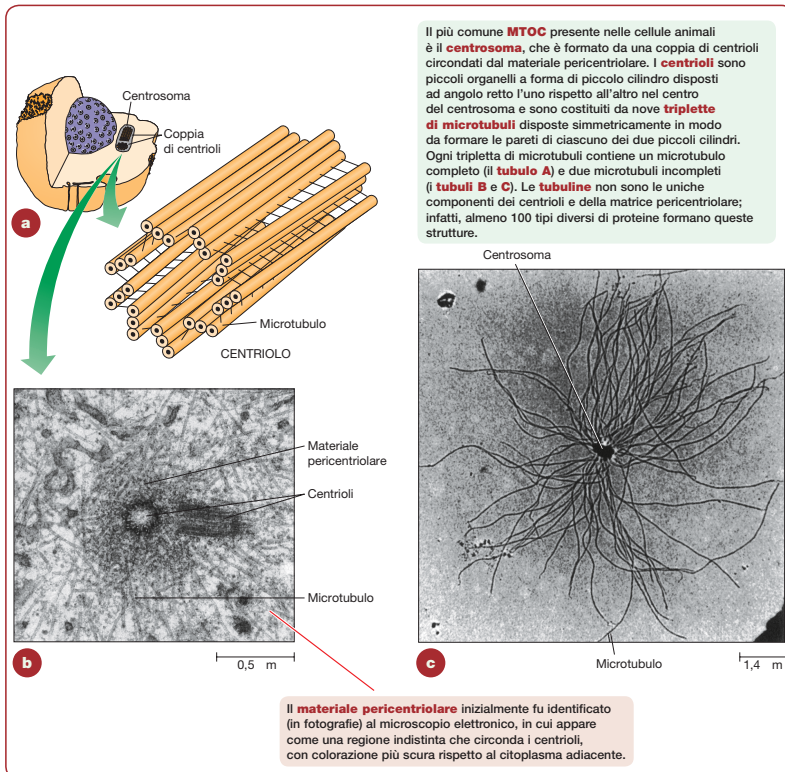 Il più comune MTOC presente nelle cellule animali
è il centrosoma, che è formato da una coppia di centrioli
circondati dal materiale pericentriolare. I centrioli sono
piccoli organelli a forma di piccolo cilindro disposti
ad angolo retto l'uno rispetto all'altro nel centro
del centrosoma e sono costituiti da nove triplette
di microtubuli disposte simmetricamente in modo
da formare le pareti di ciascuno dei due piccoli cilindri.
Ogni tripletta di microtubuli contiene un microtubulo
completo (il tubulo A) e due microtubuli incompleti
(i tubuli B e C). Le tubuline non sono le uniche
componenti dei centrioli e della matrice pericentriolare;
infatti, almeno 100 tipi diversi di proteine formano queste
strutture.
Centrosoma
Coppia
di centrioli
a
Microtubulo
CENTRIOLO
Materiale
pericentriolare
Centrioli
Microtubulo
b
0,5 m
Centrosoma
Microtubulo
c
1,4 m
Il materiale pericentriolare inizialmente fu identificato
(in fotografie) al microscopio elettronico, in cui appare
come una regione indistinta che circonda i centrioli,
con colorazione più scura rispetto al citoplasma adiacente.